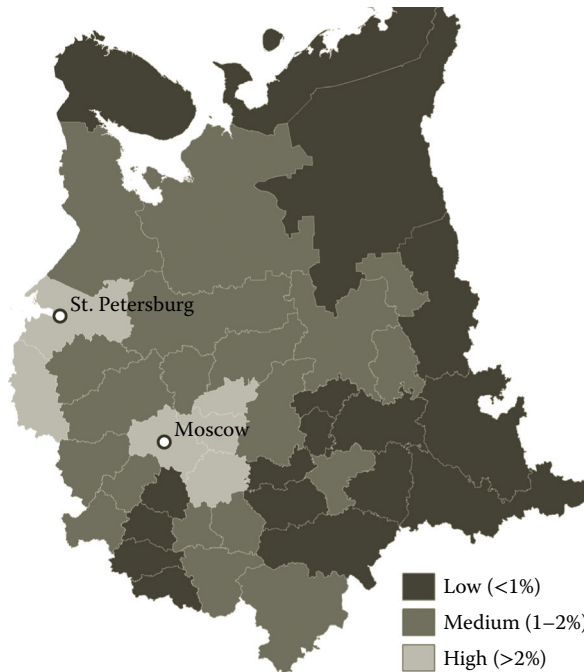 St. Petersburg
Moscow
Low (<1%)
Medium (1–2%)
High (>2%)